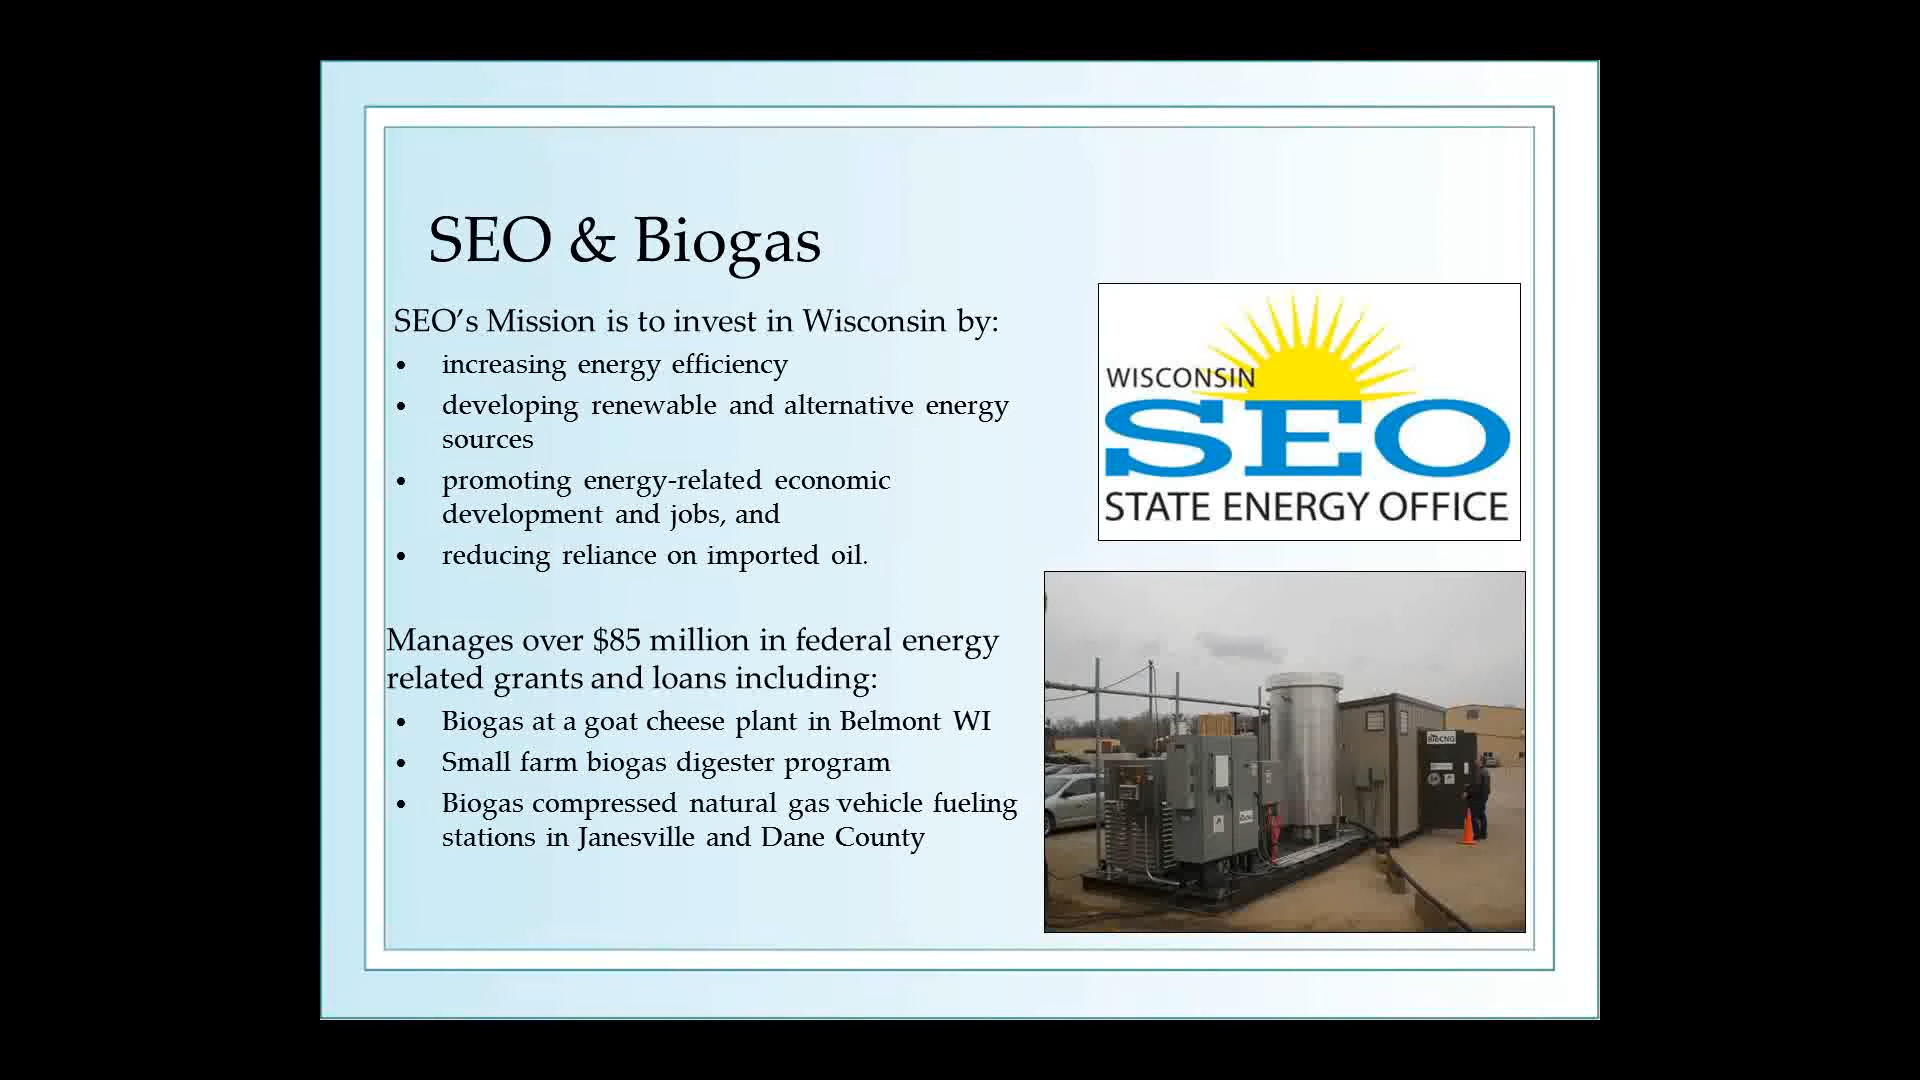 SEO & Biogas
SEO’s Mission is to invest in Wisconsin by:
• increasing energy efficiency
• developing renewable and alternative energy
sources
• promoting energy-related economic
development and jobs, and
• reducing reliance on imported oil.
Manages over $85 million in federal energy
related grants and loans including:
• Biogas at a goat cheese plant in Belmont WI
• Small farm biogas digester program
• Biogas compressed natural gas vehicle fueling
stations in Janesville and Dane County
WISCONSIN
SEO
STATE ENERGY OFFICE
BioCNG